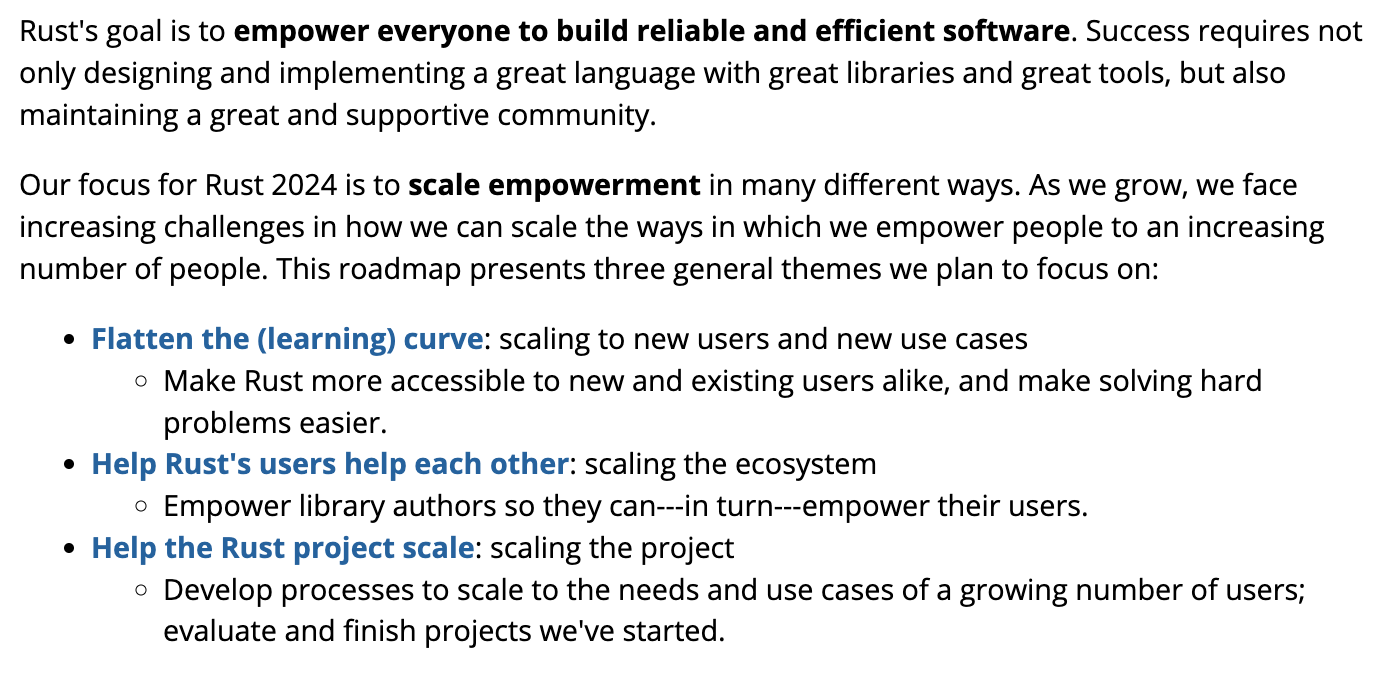 Rust's goal is to empower everyone to build reliable and efficient software. Success requires not
only designing and implementing a great language with great libraries and great tools, but also
maintaining a great and supportive community.
Our focus for Rust 2024 is to scale empowerment in many different ways. As we grow, we face
increasing challenges in how we can scale the ways in which we empower people to an increasing
number of people. This roadmap presents three general themes we plan to focus on:
• Flatten the (learning) curve: scaling to new users and new use cases
◦ Make Rust more accessible to new and existing users alike, and make solving hard
problems easier.
• Help Rust's users help each other: scaling the ecosystem
◦ Empower library authors so they can---in turn---empower their users.
• Help the Rust project scale: scaling the project
◦ Develop processes to scale to the needs and use cases of a growing number of users;
evaluate and finish projects we've started.